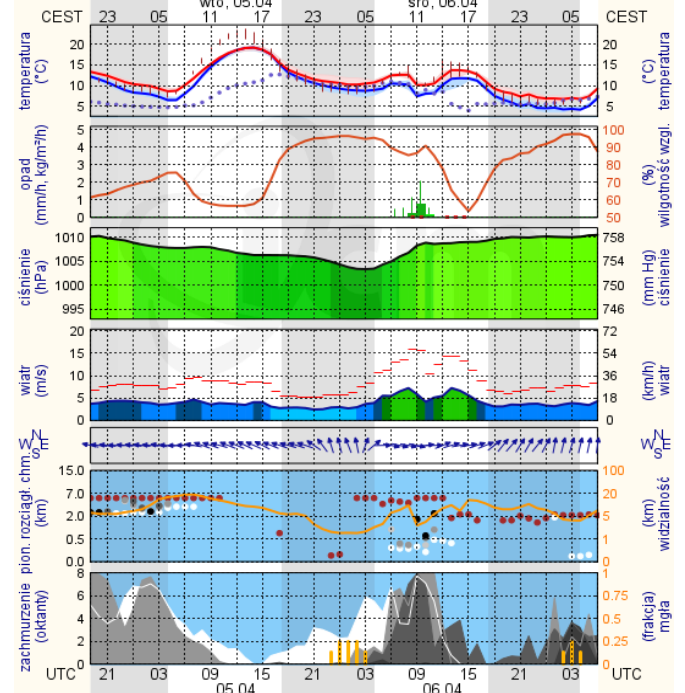 wto, 05.04 śro, 06.04
CEST 23 05 11 17 23 05 11 17 23 05 CEST
temperatura (°C)
20
15
10
5
20
15
10
5
(°C) temperatura
opad (mm/h, kg/m²/h)
5
4
3
2
1
0
100
90
80
70
60
50
(%) wilgotność wzgl.
ciśnienie (hPa)
1010
1005
1000
995
758
754
750
746
(mm Hg) ciśnienie
wiatr (m/s)
20
15
10
5
0
72
54
36
18
0
(km/h) wiatr
N
W E
S
N
W E
S
pion. rozciągł. chm. (km)
15.0
7.0
2.0
0.5
0.0
100
20
5
1
0
(km) widzialność
zachmurzenie (oktanty)
8
6
4
2
0
1
0.75
0.5
0.25
0
(frakcja) mgła
UTC 21 03 09 15 21 03 09 15 21 03 UTC
05.04 06.04